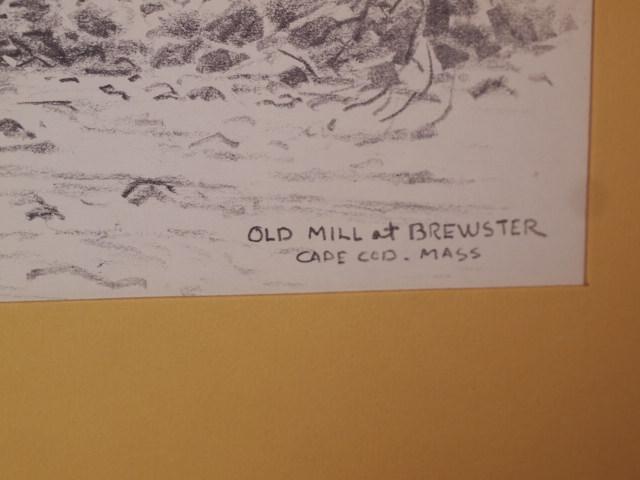 OLD MILL at BREWSTER
CAPE COD. MASS